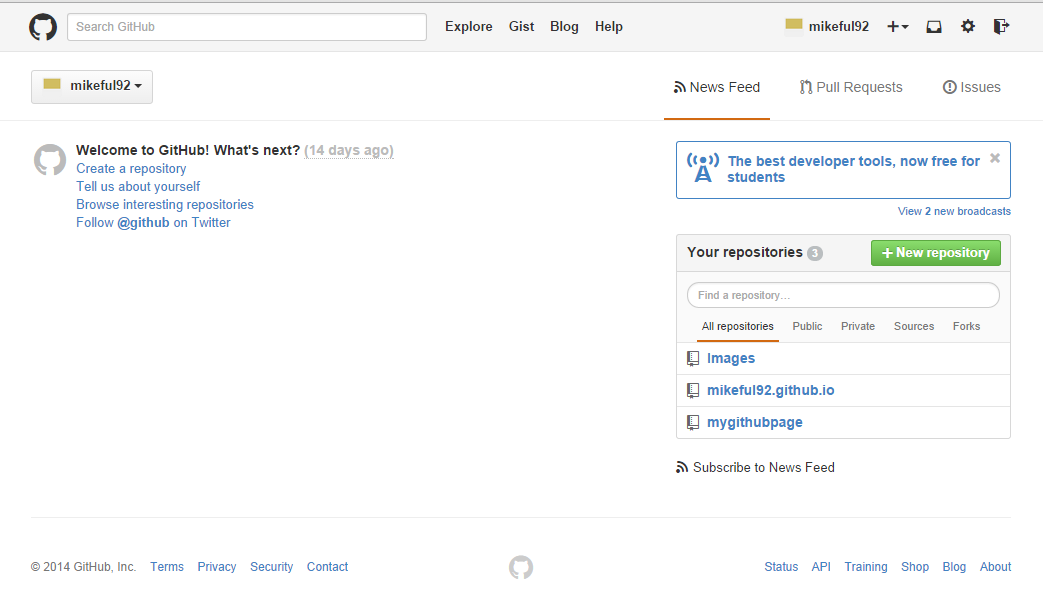 Search GitHub Explore Gist Blog Help mikeful92
mikeful92 News Feed Pull Requests Issues
Welcome to GitHub! What's next? (14 days ago)
Create a repository
Tell us about yourself
Browse interesting repositories
Follow @github on Twitter
The best developer tools, now free for
students
View 2 new broadcasts
Your repositories 3 New repository
Find a repository...
All repositories Public Private Sources Forks
Images
mikeful92.github.io
mygithubpage
Subscribe to News Feed
© 2014 GitHub, Inc. Terms Privacy Security Contact Status API Training Shop Blog About